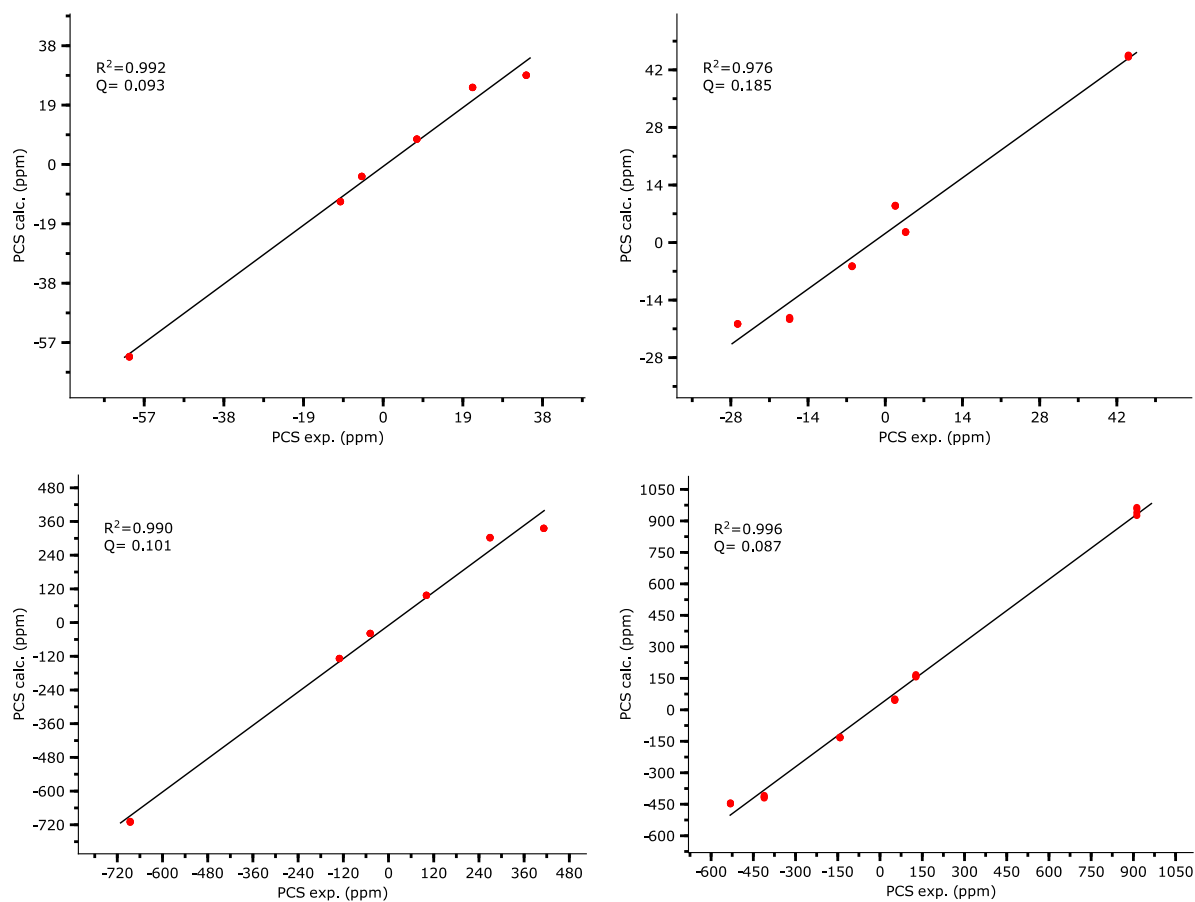 R²=0.992
Q= 0.093
PCS calc. (ppm)
38
19
0
-19
-38
-57
-57 -38 -19 0 19 38
PCS exp. (ppm)
R²=0.976
Q= 0.185
PCS calc. (ppm)
42
28
14
0
-14
-28
-28 -14 0 14 28 42
PCS exp. (ppm)
R²=0.990
Q= 0.101
PCS calc. (ppm)
480
360
240
120
0
-120
-240
-360
-480
-600
-720
-720 -600 -480 -360 -240 -120 0 120 240 360 480
PCS exp. (ppm)
R²=0.996
Q= 0.087
PCS calc. (ppm)
1050
900
750
600
450
300
150
0
-150
-300
-450
-600
-600 -450 -300 -150 0 150 300 450 600 750 900 1050
PCS exp. (ppm)